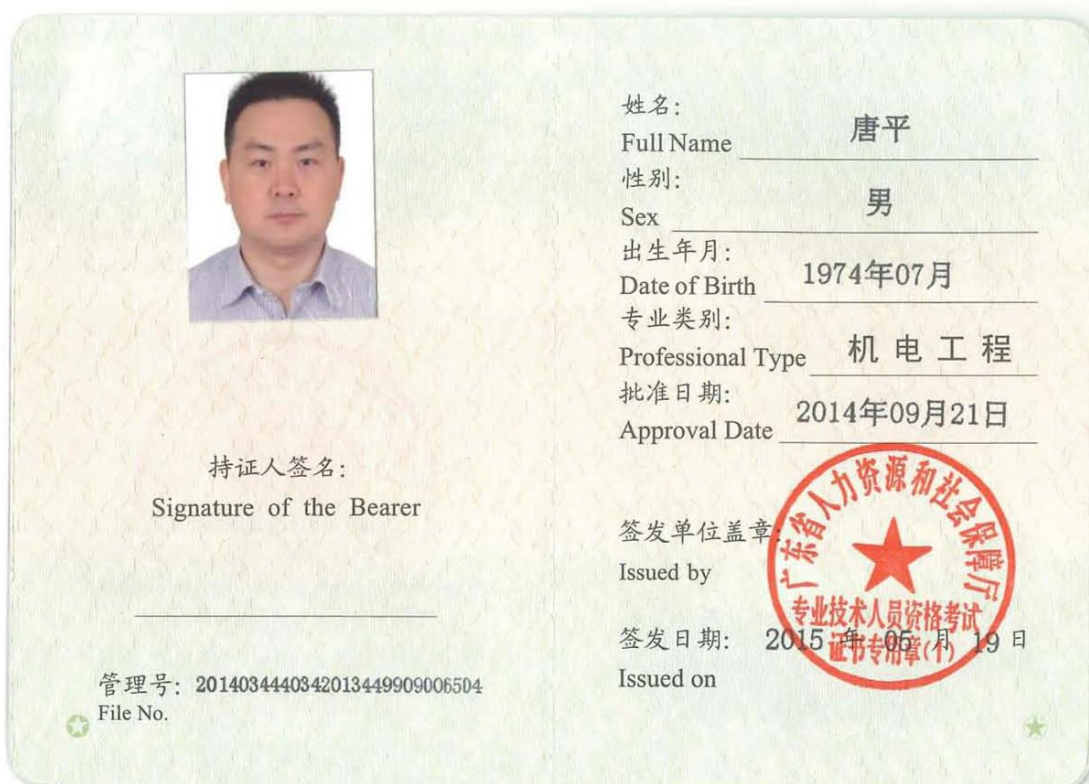 持证人签名:
Signature of the Bearer
管理号: 2014034440342013449909006504
File No.
姓名:
Full Name 唐平
性别:
Sex 男
出生年月:
Date of Birth 1974年07月
专业类别:
Professional Type 机电工程
批准日期:
Approval Date 2014年09月21日
签发单位盖章:
Issued by
广东省人力资源和社会保障厅
专业技术人员资格考试
证书专用章(1)
签发日期: 2015 年 05 月 19 日
Issued on